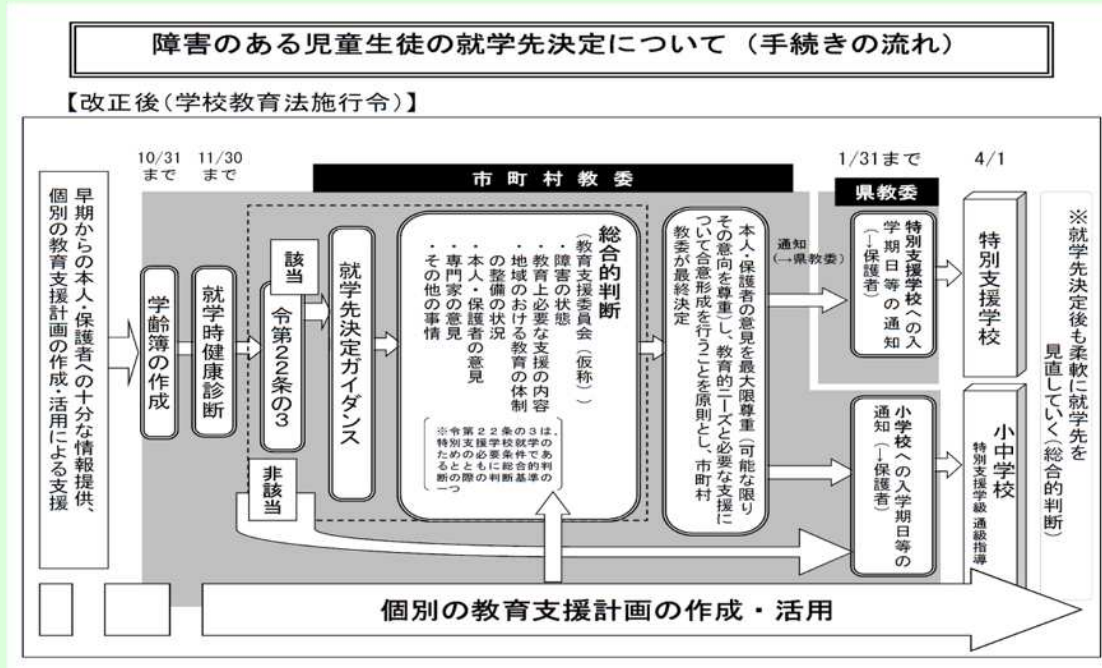 障害のある児童生徒の就学先決定について（手続きの流れ）
【改正後（学校教育法施行令）】
早期からの本人・保護者への十分な情報提供、
個別の教育支援計画の作成・活用による支援
10/31
まで
学齢簿の作成
11/30
まで
就学時健康診断
市町村教委
該当
令第２２条の３
非該当
就学先決定ガイダンス
総合的判断
（教育支援委員会（仮称））
・障害の状態
・教育上必要な支援の内容
・地域のおける教育の体制
の整備の状況
・本人・保護者の意見
・専門家の意見
・その他の事情
※令第２２条の３は、
特別支援学校就学の
ための必要条件であ
るとともに総合的判
断の際の判断基準の
一つ
本人・保護者の意見を最大限尊重（可能な限り
その意向を尊重）し、教育的ニーズと必要な支援に
ついて合意形成を行うことを原則とし、市町村
教委が最終決定
通知
（→県教委）
1/31まで
県教委
特別支援学校への入
学期日等の通知
（→保護者）
小学校への入学期日等の
通知（→保護者）
4/1
特別支援学校
小中学校
特別支援学級 通級指導
※就学先決定後も柔軟に就学先を
見直していく（総合的判断）
個別の教育支援計画の作成・活用